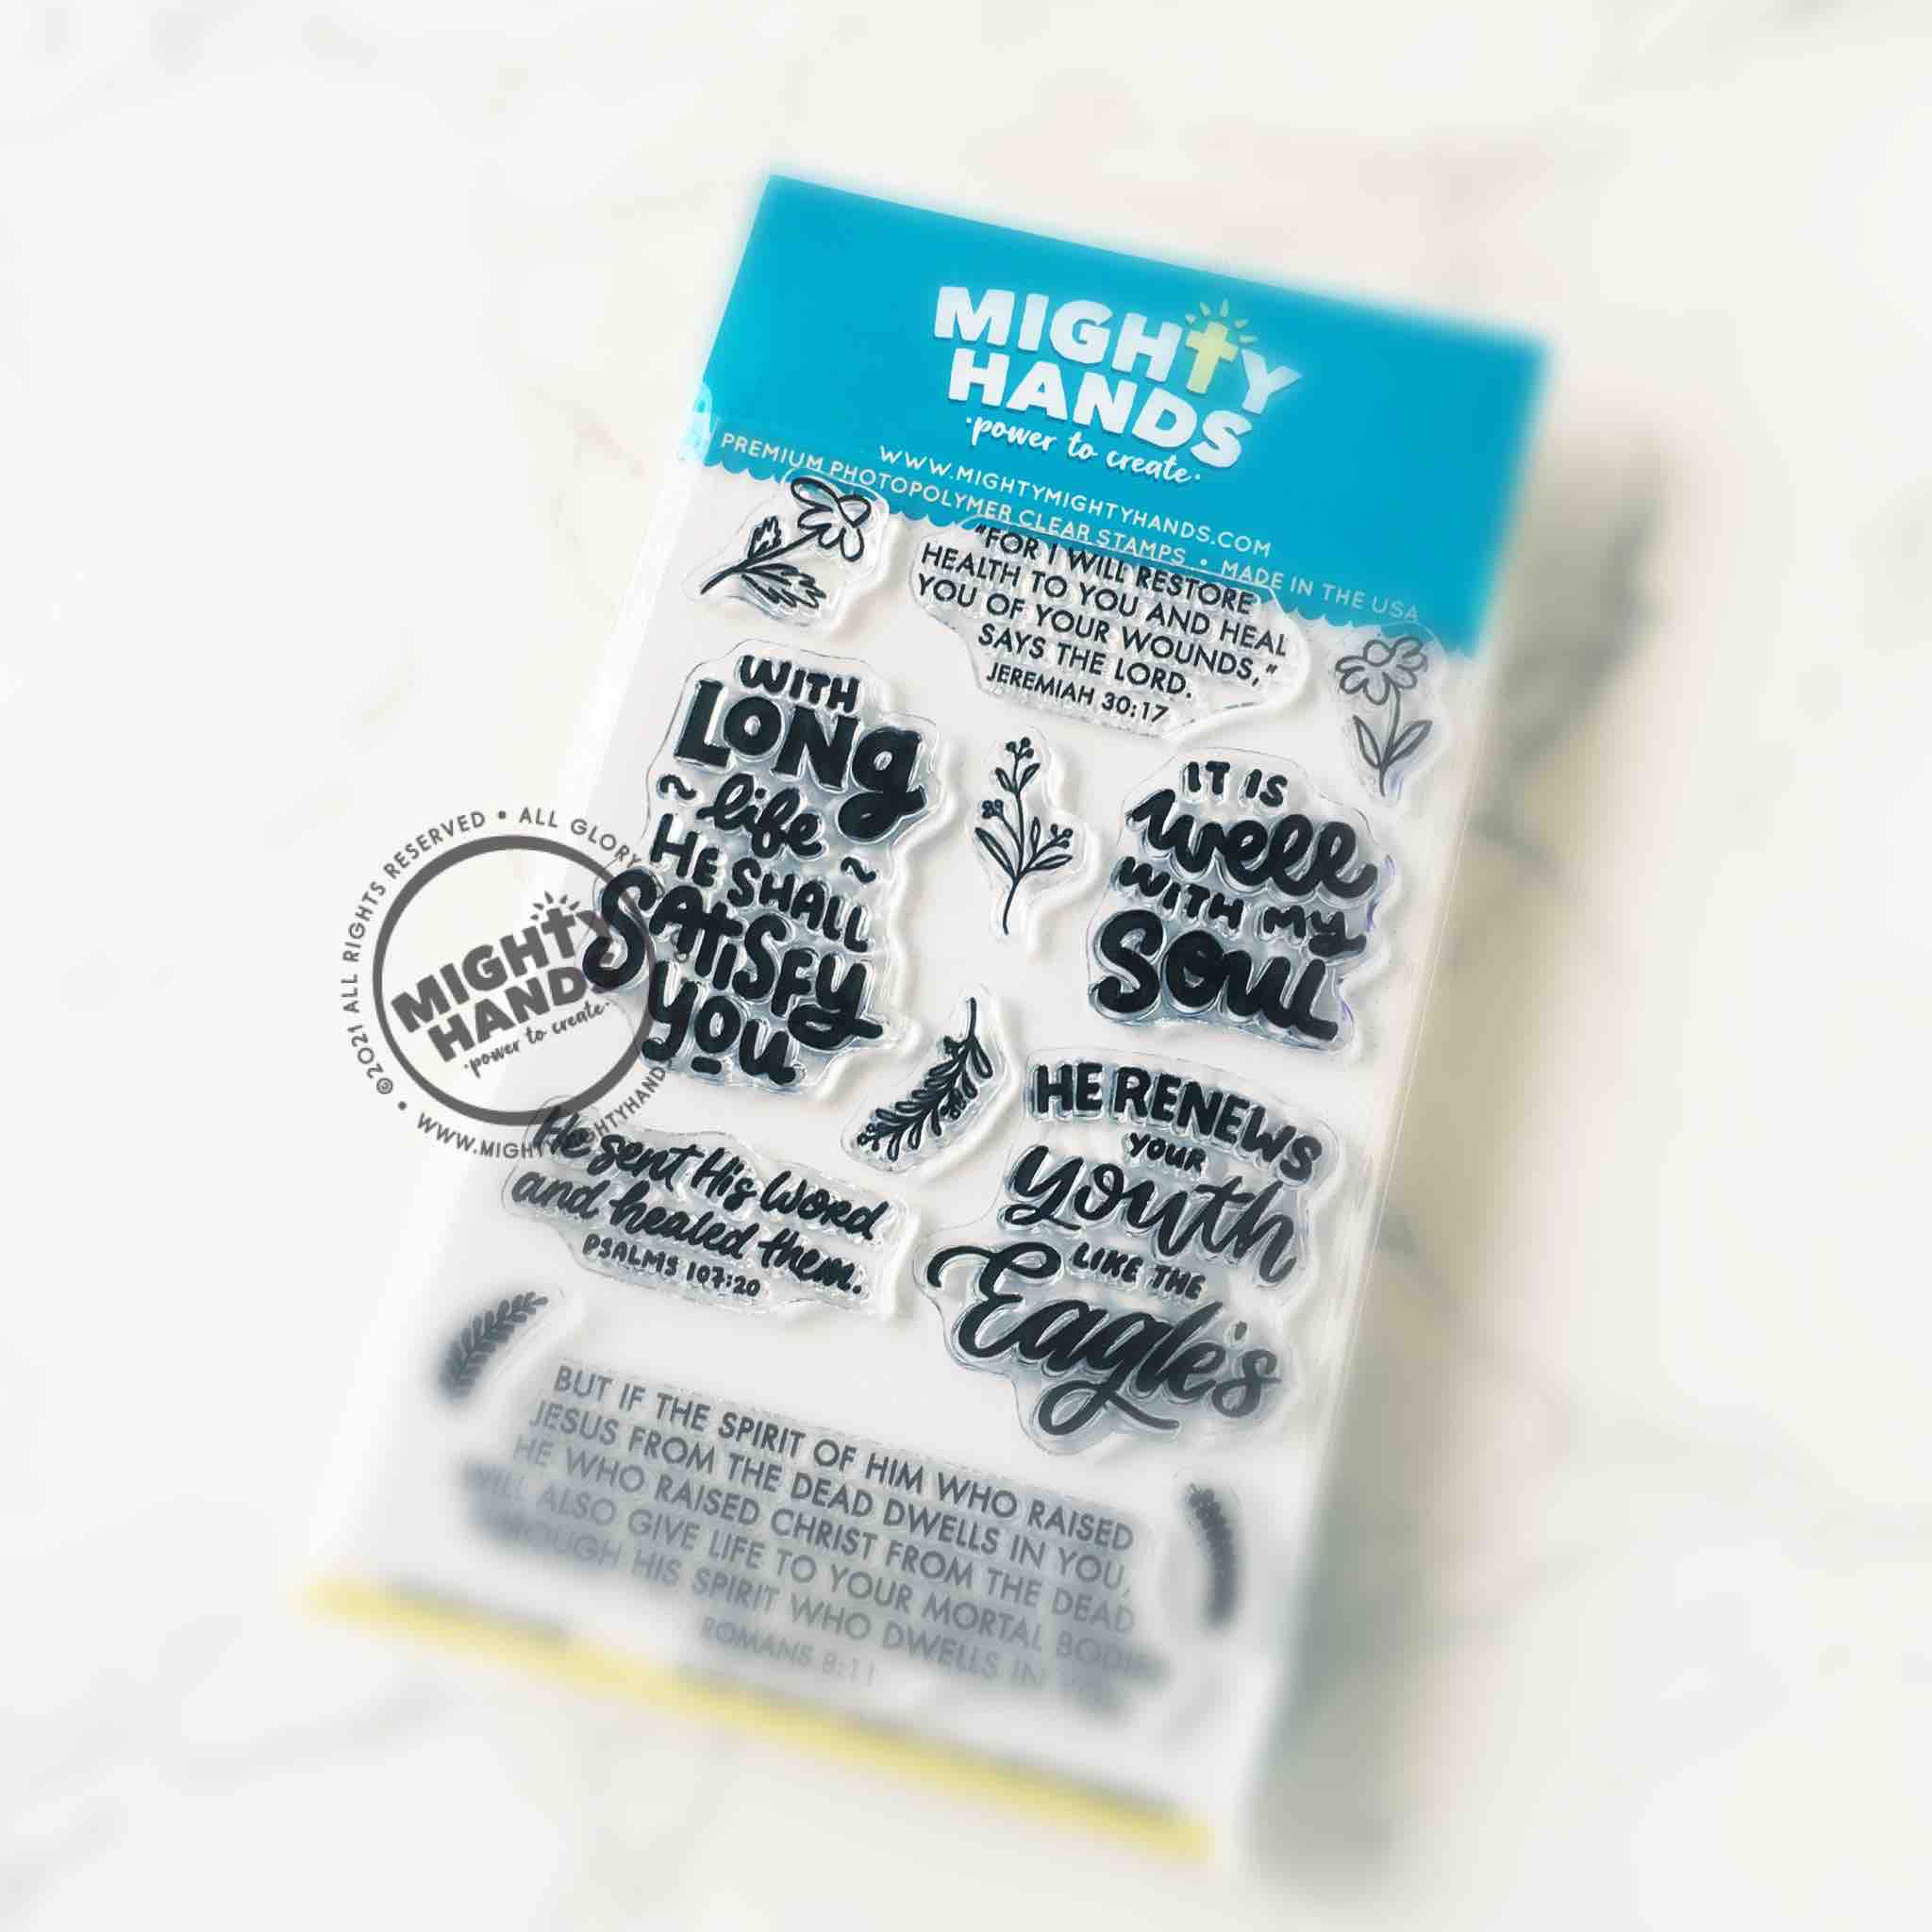 MIGHTY
HANDS
·power to create·
WWW.MIGHTYMIGHTYHANDS.COM
PREMIUM PHOTOPOLYMER CLEAR STAMPS • MADE IN THE USA
"FOR I WILL RESTORE
HEALTH TO YOU AND HEAL
YOU OF YOUR WOUNDS,"
SAYS THE LORD.
JEREMIAH 30:17
WITH
LONG
~ life ~
HE SHALL
SATISFY
YOU
IT IS
well
WITH MY
SOUL
HE RENEWS
YOUR
youth
LIKE THE
Eagle's
He sent His Word
and healed them.
PSALMS 107:20
BUT IF THE SPIRIT OF HIM WHO RAISED
JESUS FROM THE DEAD DWELLS IN YOU,
HE WHO RAISED CHRIST FROM THE DEAD
WILL ALSO GIVE LIFE TO YOUR MORTAL BODIES
THROUGH HIS SPIRIT WHO DWELLS IN
ROMANS 8:11
©2021 ALL RIGHTS RESERVED • ALL GLORY
MIGHTY
HANDS
·power to create·
• WWW.MIGHTYMIGHTYHANDS